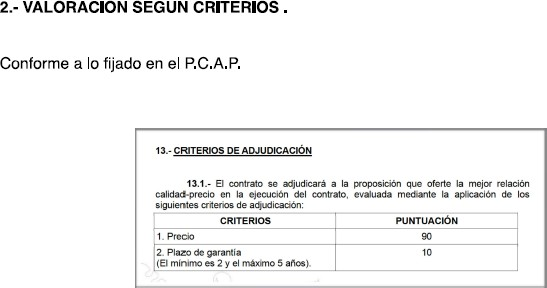 2.- VALORACION SEGUN CRITERIOS .
Conforme a lo fijado en el P.C.A.P.
13.- CRITERIOS DE ADJUDICACIÓN
13.1.- El contrato se adjudicará a la proposición que oferte la mejor relación
calidad-precio en la ejecución del contrato, evaluada mediante la aplicación de los
siguientes criterios de adjudicación:
CRITERIOS PUNTUACIÓN
1. Precio 90
2. Plazo de garantía 10
(El mínimo es 2 y el máximo 5 años).